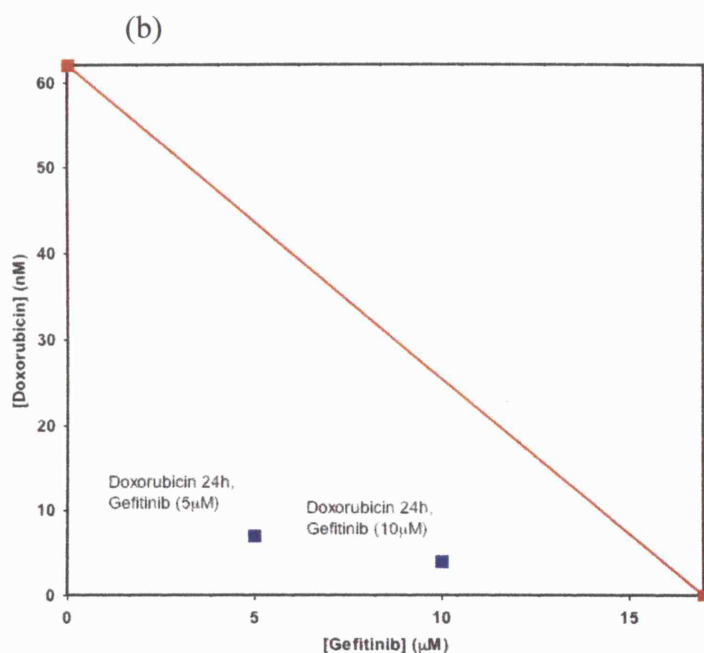 (b)
60
50
40
30
20
10
0
[Doxorubicin] (nM)
Doxorubicin 24h,
Gefitinib (5µM)
Doxorubicin 24h,
Gefitinib (10µM)
0
5
10
15
[Gefitinib] (µM)